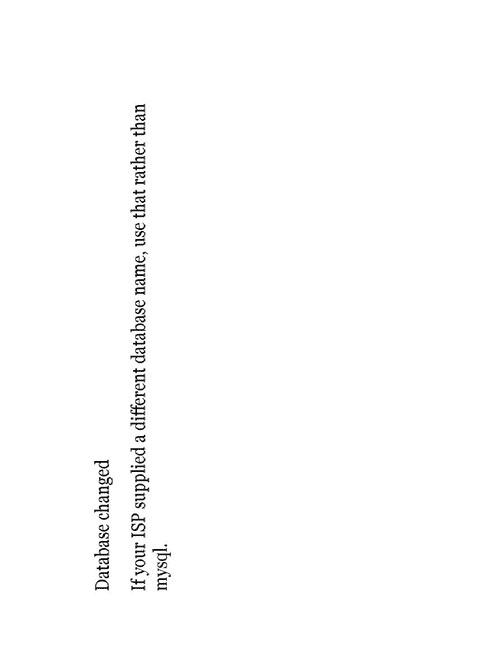 Database changed
If your ISP supplied a different database name, use that rather than
mysql.